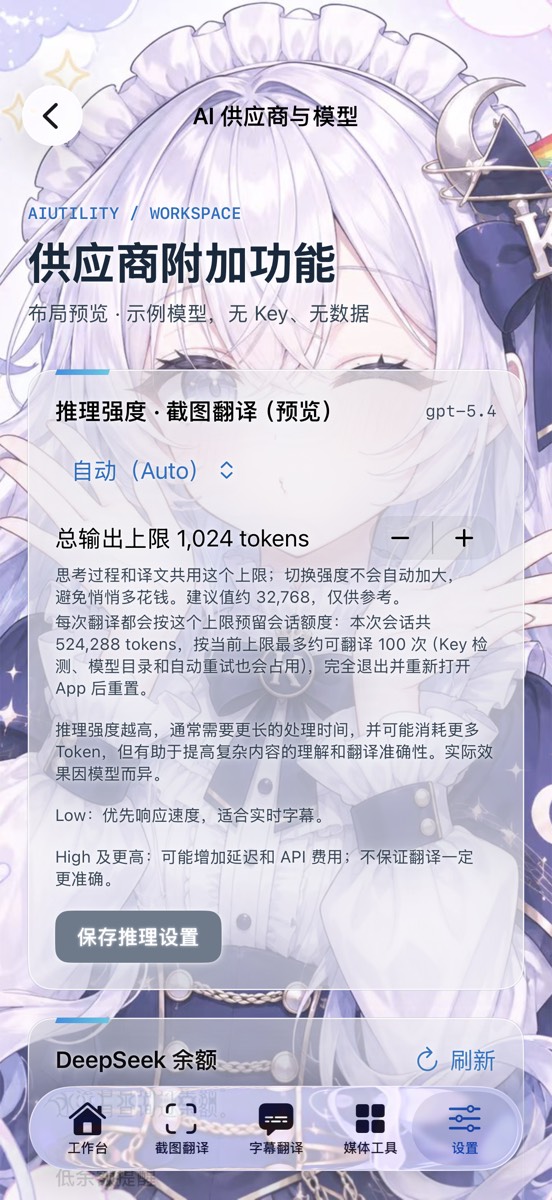 AI 供应商与模型
AIUTILITY / WORKSPACE
供应商附加功能
布局预览 · 示例模型，无 Key、无数据
推理强度 · 截图翻译（预览）
gpt-5.4
自动（Auto）
总输出上限 1,024 tokens
思考过程和译文共用这个上限；切换强度不会自动加大，
避免悄悄多花钱。建议值约 32,768，仅供参考。
每次翻译都会按这个上限预留会话额度：本次会话共
524,288 tokens，按当前上限最多约可翻译 100 次 (Key 检
测、模型目录和自动重试也会占用)，完全退出并重新打开
App 后重置。
推理强度越高，通常需要更长的处理时间，并可能消耗更多
Token，但有助于提高复杂内容的理解和翻译准确性。实际效
果因模型而异。
Low：优先响应速度，适合实时字幕。
High 及更高：可能增加延迟和 API 费用；不保证翻译一定
更准确。
保存推理设置
DeepSeek 余额
刷新
工作台
截图翻译
字幕翻译
媒体工具
设置